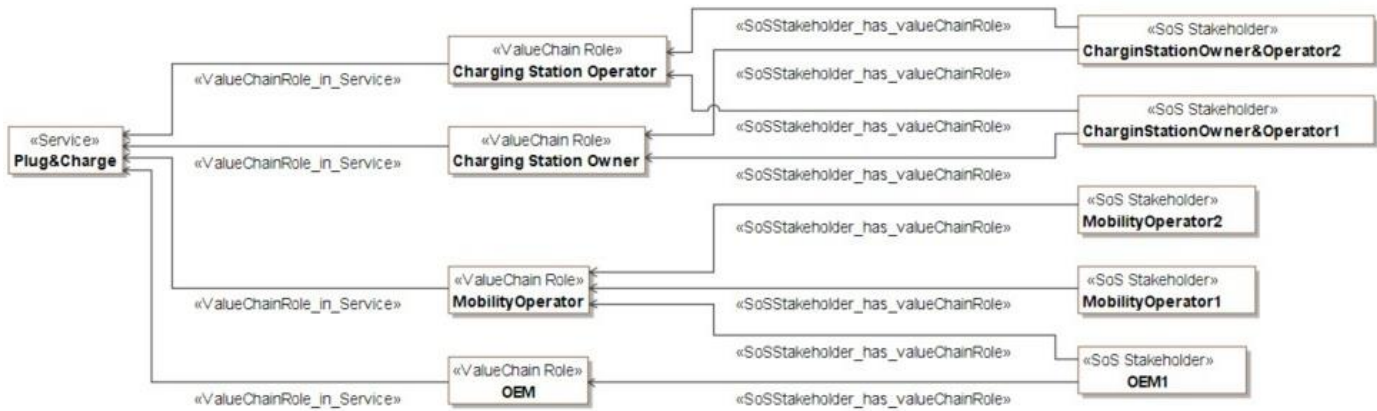 «SoSStakeholder_has_valueChainRole»
«SoS Stakeholder»
CharginStationOwner&Operator2
«ValueChain Role»
Charging Station Operator
«ValueChainRole_in_Service»
«SoSStakeholder_has_valueChainRole»
«SoS Stakeholder»
CharginStationOwner&Operator1
«SoSStakeholder_has_valueChainRole»
«Service»
Plug&Charge
«ValueChain Role»
Charging Station Owner
«ValueChainRole_in_Service»
«SoSStakeholder_has_valueChainRole»
«SoS Stakeholder»
MobilityOperator2
«SoSStakeholder_has_valueChainRole»
«ValueChain Role»
MobilityOperator
«ValueChainRole_in_Service»
«SoS Stakeholder»
MobilityOperator1
«SoSStakeholder_has_valueChainRole»
«SoSStakeholder_has_valueChainRole»
«SoS Stakeholder»
OEM1
«ValueChain Role»
OEM
«ValueChainRole_in_Service»
«SoSStakeholder_has_valueChainRole»